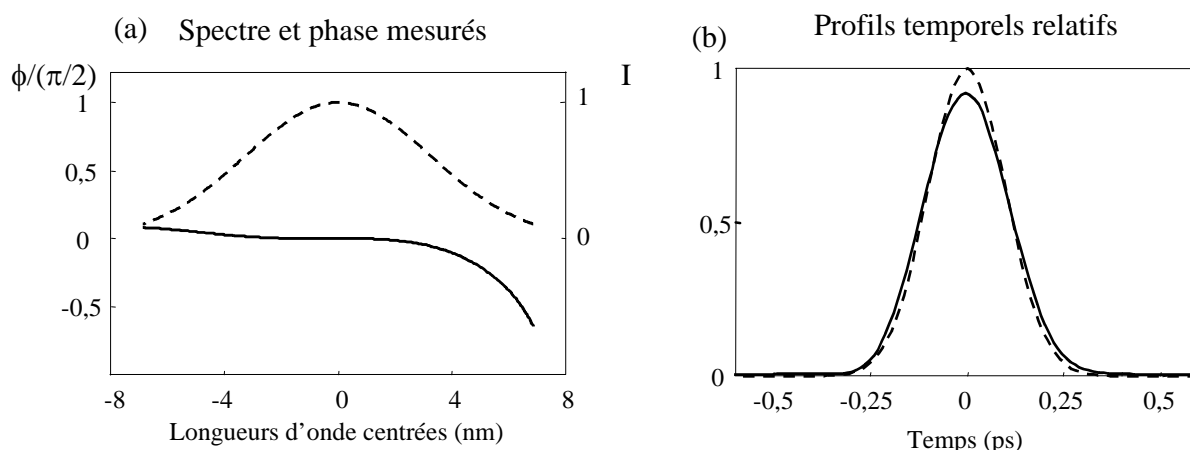 (a) Spectre et phase mesurés
ϕ/(π/2)
1
0,5
0
-0,5
1
0
-8 -4 0 4 8
Longueurs d'onde centrées (nm)
(b) Profils temporels relatifs
I
1
0,5
0
-0,5 -0,25 0 0,25 0,5
Temps (ps)